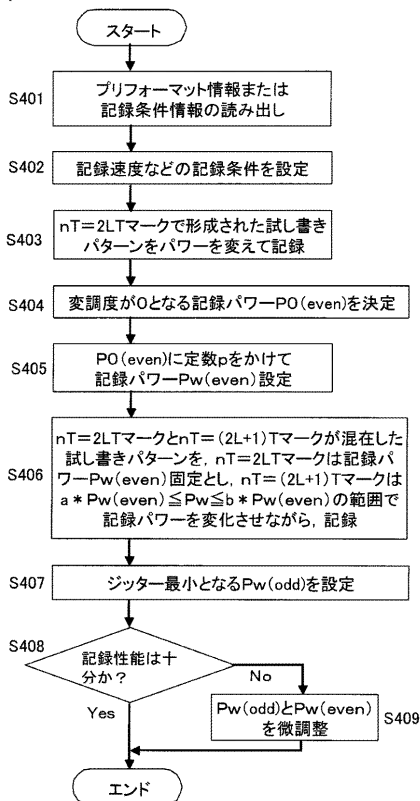 スタート
S401
プリフォーマット情報または
記録条件情報の読み出し
S402
記録速度などの記録条件を設定
S403
nT=2LTマークで形成された試し書き
パターンをパワーを変えて記録
S404
変調度が0となる記録パワーP0(even)を決定
S405
P0(even)に定数pをかけて
記録パワーPw(even)設定
S406
nT=2LTマークとnT=(2L+1)Tマークが混在した
試し書きパターンを, nT=2LTマークは記録パ
ワーPw(even)固定とし, nT=(2L+1)Tマークは
a*Pw(even)≦Pw≦b*Pw(even)の範囲で
記録パワーを変化させながら, 記録
S407
ジッター最小となるPw(odd)を設定
S408
記録性能は十
分か?
No
Yes
Pw(odd)とPw(even)
を微調整
S409
エンド